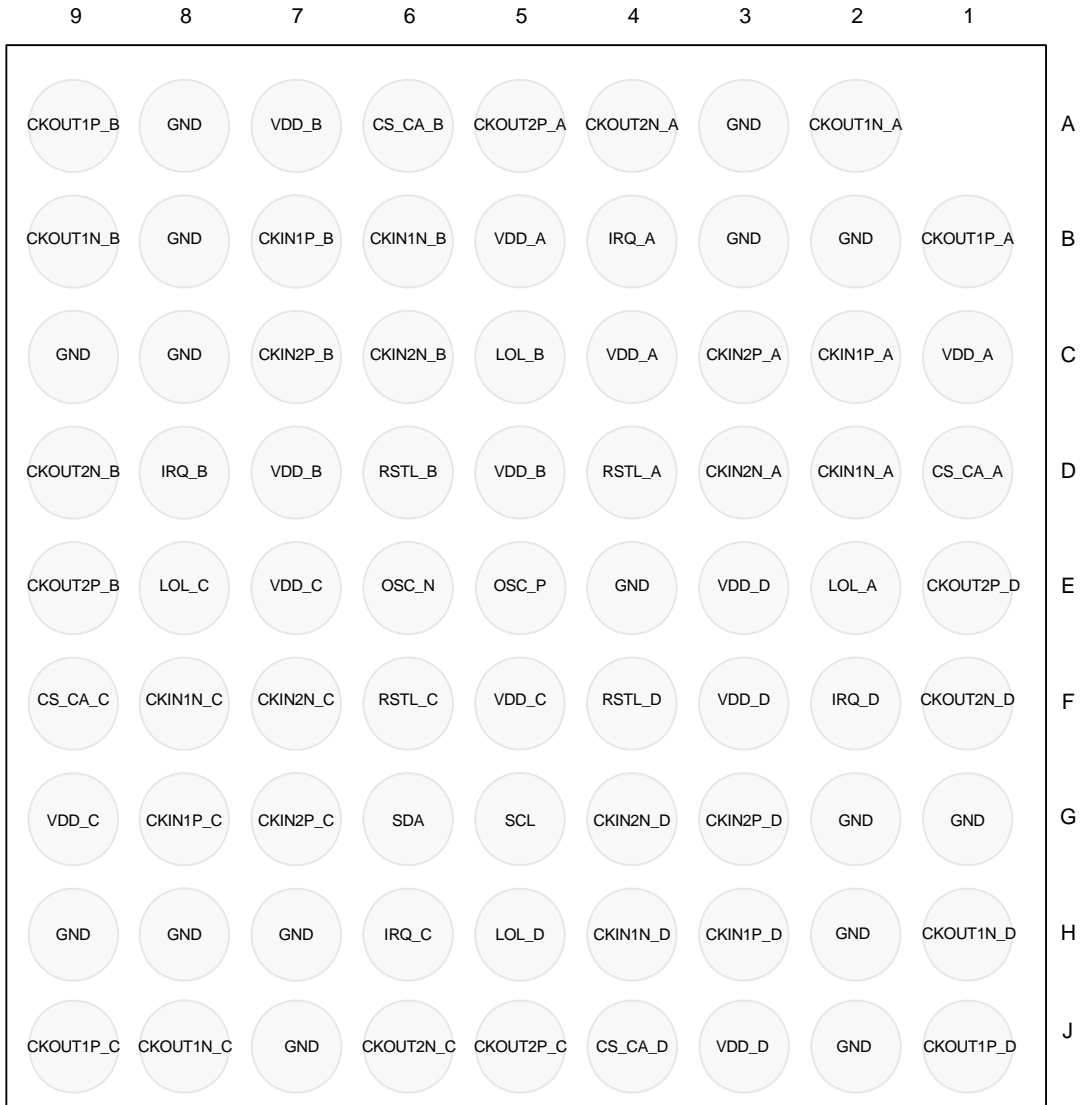 9 8 7 6 5 4 3 2 1
CKOUT1P_B GND VDD_B CS_CA_B CKOUT2P_A CKOUT2N_A GND CKOUT1N_A A
CKOUT1N_B GND CKIN1P_B CKIN1N_B VDD_A IRQ_A GND GND CKOUT1P_A B
GND GND CKIN2P_B CKIN2N_B LOL_B VDD_A CKIN2P_A CKIN1P_A VDD_A C
CKOUT2N_B IRQ_B VDD_B RSTL_B VDD_B RSTL_A CKIN2N_A CKIN1N_A CS_CA_A D
CKOUT2P_B LOL_C VDD_C OSC_N OSC_P GND VDD_D LOL_A CKOUT2P_D E
CS_CA_C CKIN1N_C CKIN2N_C RSTL_C VDD_C RSTL_D VDD_D IRQ_D CKOUT2N_D F
VDD_C CKIN1P_C CKIN2P_C SDA SCL CKIN2N_D CKIN2P_D GND GND G
GND GND GND IRQ_C LOL_D CKIN1N_D CKIN1P_D GND CKOUT1N_D H
CKOUT1P_C CKOUT1N_C GND CKOUT2N_C CKOUT2P_C CS_CA_D VDD_D GND CKOUT1P_D J